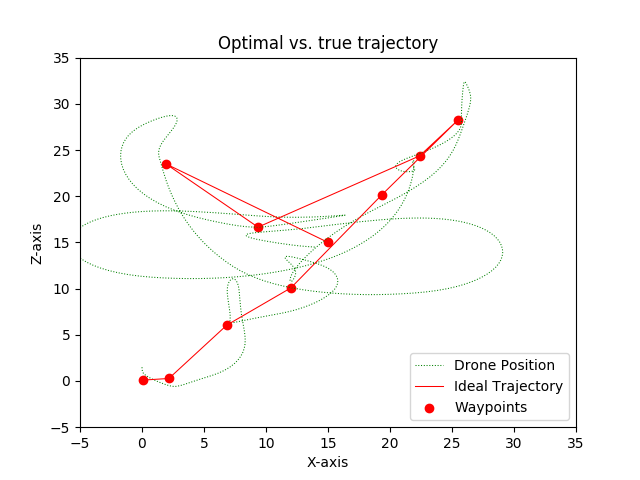 Optimal vs. true trajectory
35
30
25
20
15
10
5
0
−5
Z-axis
−5 0 5 10 15 20 25 30 35
X-axis
Drone Position
Ideal Trajectory
Waypoints